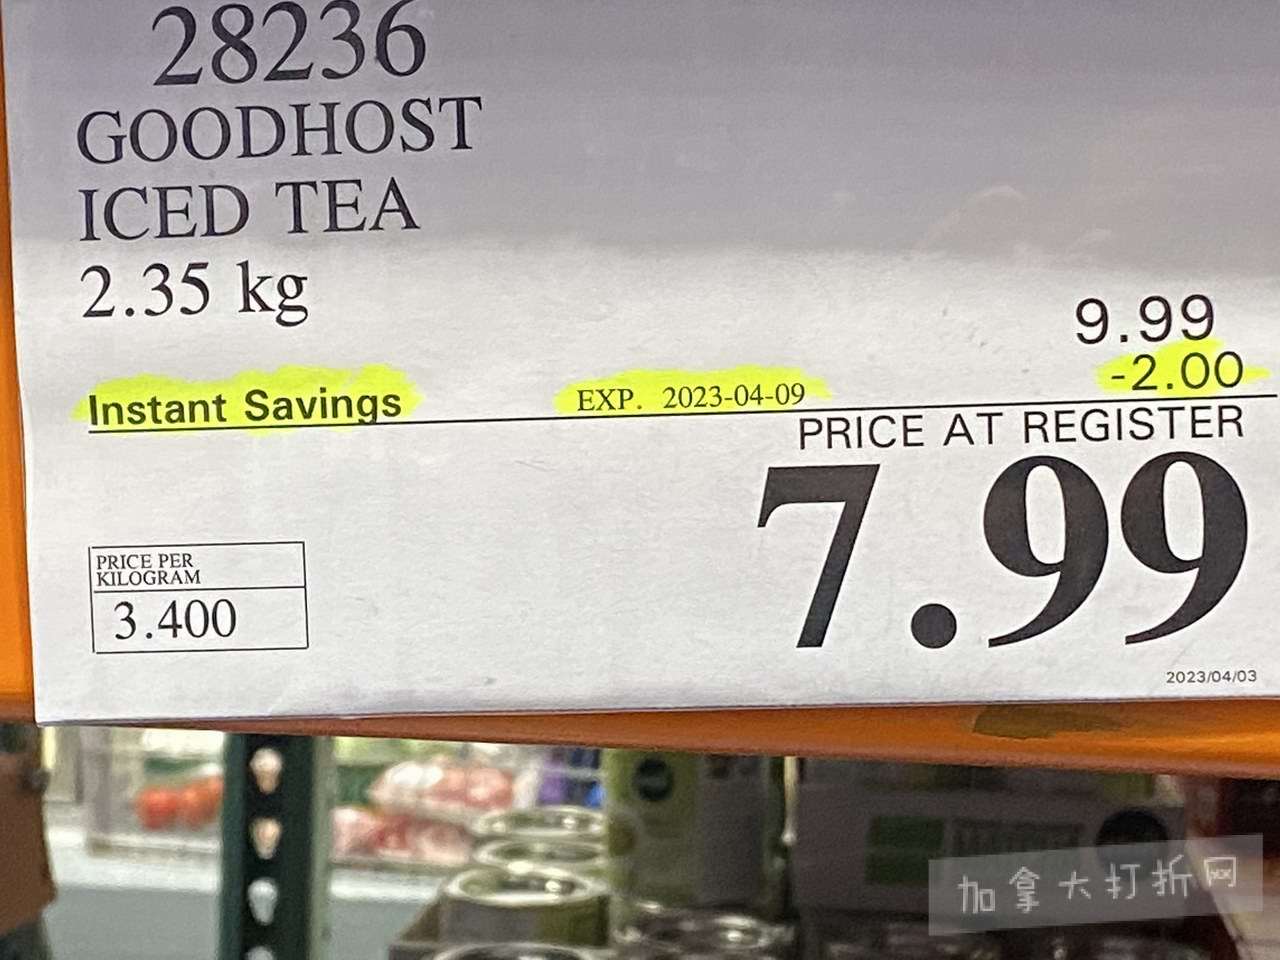 28236
GOODHOST
ICED TEA
2.35 kg
9.99
-2.00
Instant Savings EXP. 2023-04-09
PRICE AT REGISTER
7.99
PRICE PER
KILOGRAM
3.400
2023/04/03
加拿大打折网